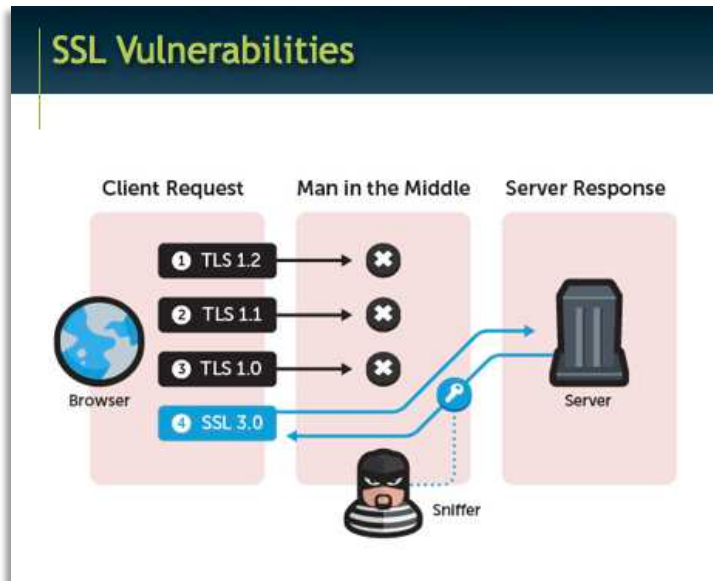 SSL Vulnerabilities
Client Request
Man in the Middle
Server Response
1 TLS 1.2
2 TLS 1.1
3 TLS 1.0
4 SSL 3.0
Browser
Server
Sniffer